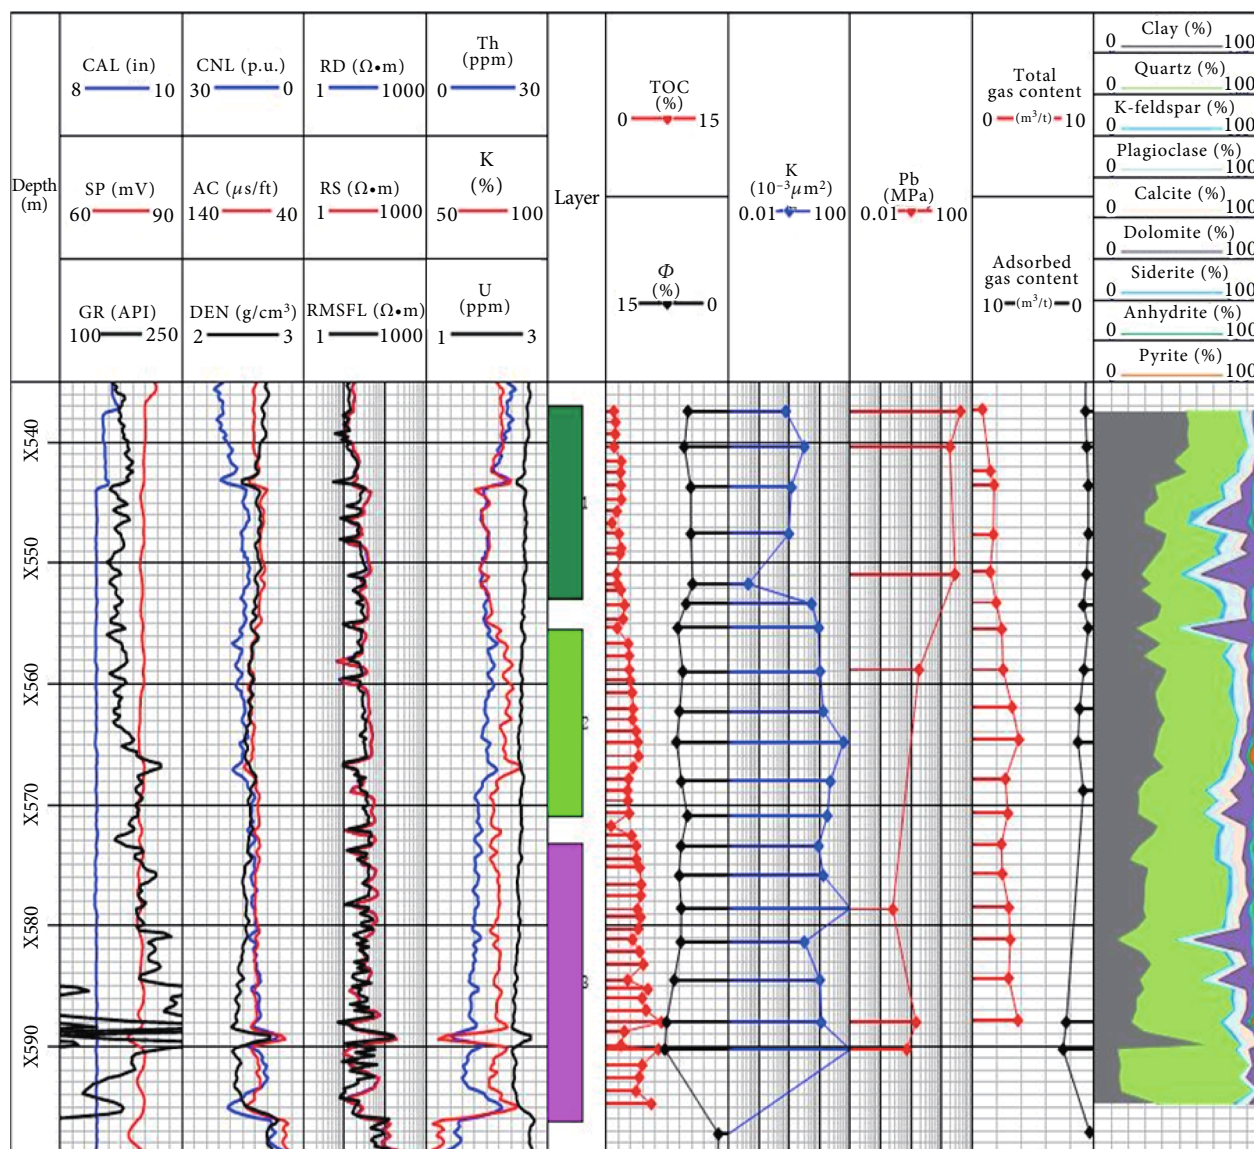 Depth
(m)
CAL (in)
8 10
SP (mV)
60 90
GR (API)
100 250
CNL (p.u.)
30 0
AC (μs/ft)
140 40
DEN (g/cm³)
2 3
RD (Ω•m)
1 1000
RS (Ω•m)
1 1000
RMSFL (Ω•m)
1 1000
Th
(ppm)
0 30
K
(%)
50 100
U
(ppm)
1 3
Layer
TOC
(%)
0 15
Φ
(%)
15 0
K
(10⁻³μm²)
0.01 100
Pb
(MPa)
0.01 100
Total
gas content
0 (m³/t) 10
Adsorbed
gas content
10 (m³/t) 0
Clay (%)
0 100
Quartz (%)
0 100
K-feldspar (%)
0 100
Plagioclase (%)
0 100
Calcite (%)
0 100
Dolomite (%)
0 100
Siderite (%)
0 100
Anhydrite (%)
0 100
Pyrite (%)
0 100
X540
X550
X560
X570
X580
X590